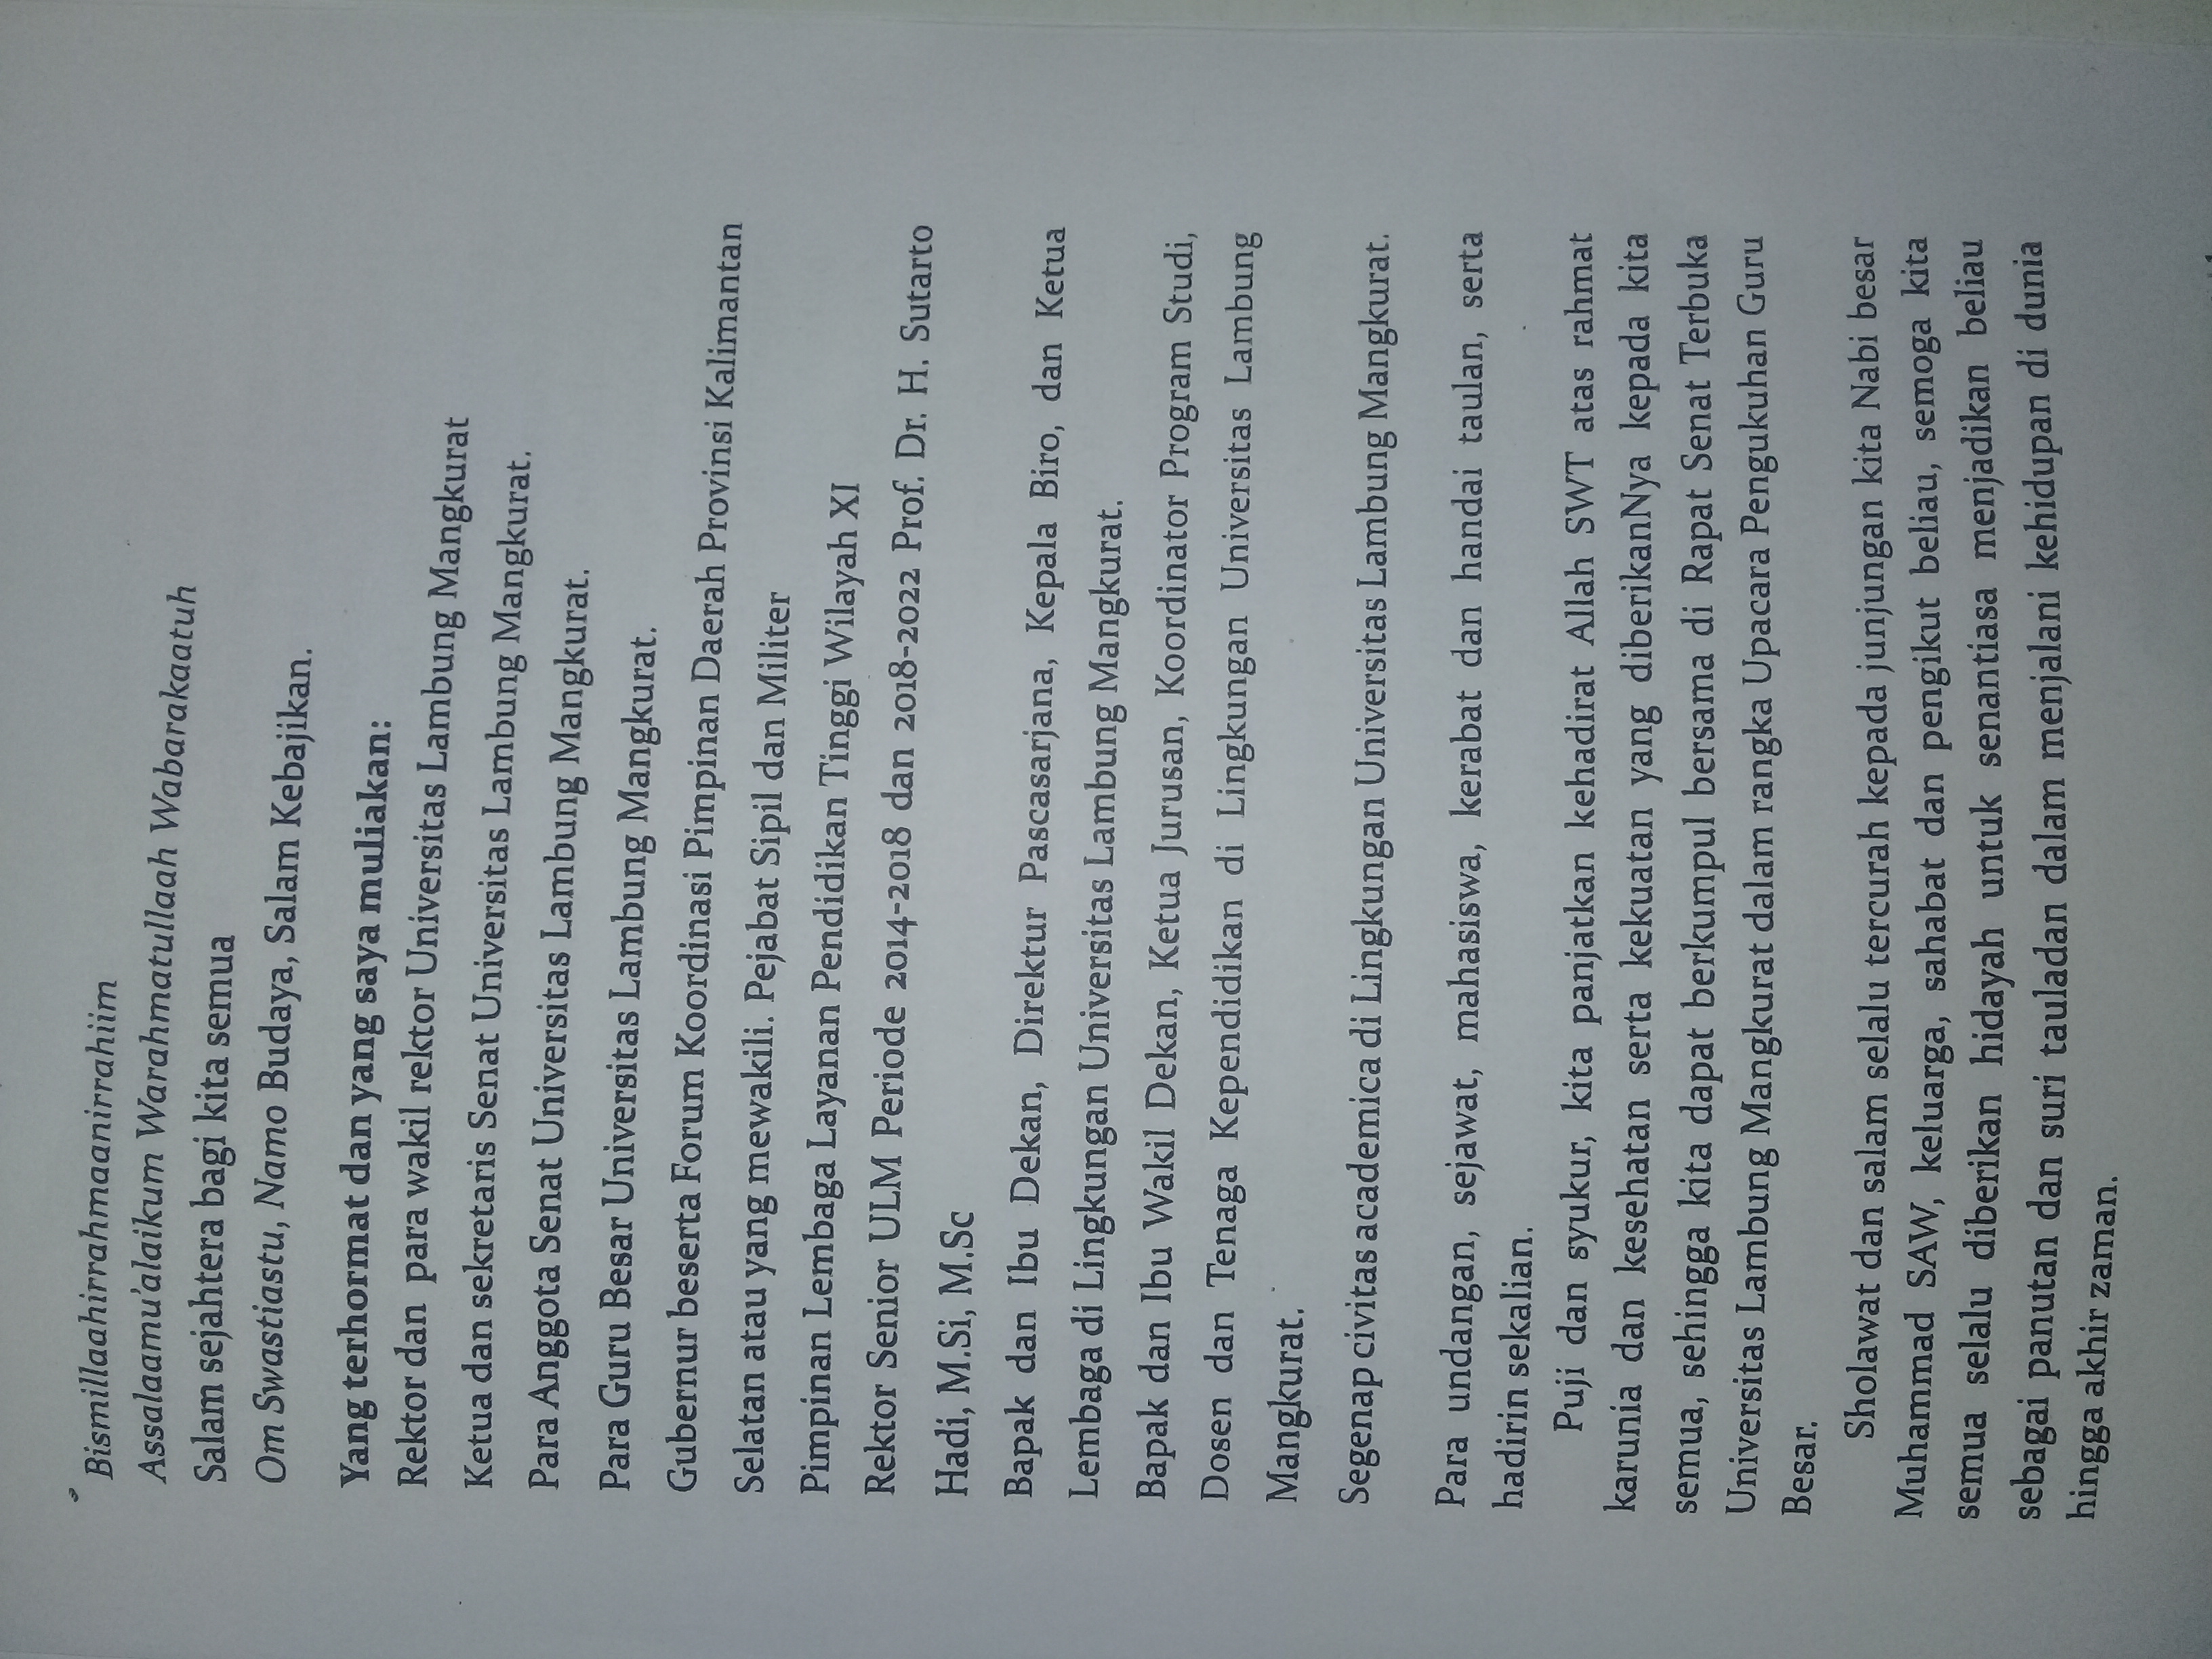 Bismillaahirrahmaanirrahiim
Assalaamu'alaikum Warahmatullaah Wabarakaatuh
Salam sejahtera bagi kita semua
Om Swastiastu, Namo Budaya, Salam Kebajikan.
Yang terhormat dan yang saya muliakan:
Rektor dan para wakil rektor Universitas Lambung Mangkurat
Ketua dan sekretaris Senat Universitas Lambung Mangkurat.
Para Anggota Senat Universitas Lambung Mangkurat.
Para Guru Besar Universitas Lambung Mangkurat.
Gubernur beserta Forum Koordinasi Pimpinan Daerah Provinsi Kalimantan
Selatan atau yang mewakili. Pejabat Sipil dan Militer
Pimpinan Lembaga Layanan Pendidikan Tinggi Wilayah XI
Rektor Senior ULM Periode 2014-2018 dan 2018-2022 Prof. Dr. H. Sutarto
Hadi, M.Si, M.Sc
Bapak dan Ibu Dekan, Direktur Pascasarjana, Kepala Biro, dan Ketua
Lembaga di Lingkungan Universitas Lambung Mangkurat.
Bapak dan Ibu Wakil Dekan, Ketua Jurusan, Koordinator Program Studi,
Dosen dan Tenaga Kependidikan di Lingkungan Universitas Lambung
Mangkurat.
Segenap civitas academica di Lingkungan Universitas Lambung Mangkurat.
Para undangan, sejawat, mahasiswa, kerabat dan handai taulan, serta
hadirin sekalian.
Puji dan syukur, kita panjatkan kehadirat Allah SWT atas rahmat
karunia dan kesehatan serta kekuatan yang diberikanNya kepada kita
semua, sehingga kita dapat berkumpul bersama di Rapat Senat Terbuka
Universitas Lambung Mangkurat dalam rangka Upacara Pengukuhan Guru
Besar.
Sholawat dan salam selalu tercurah kepada junjungan kita Nabi besar
Muhammad SAW, keluarga, sahabat dan pengikut beliau, semoga kita
semua selalu diberikan hidayah untuk senantiasa menjadikan beliau
sebagai panutan dan suri tauladan dalam menjalani kehidupan di dunia
hingga akhir zaman.